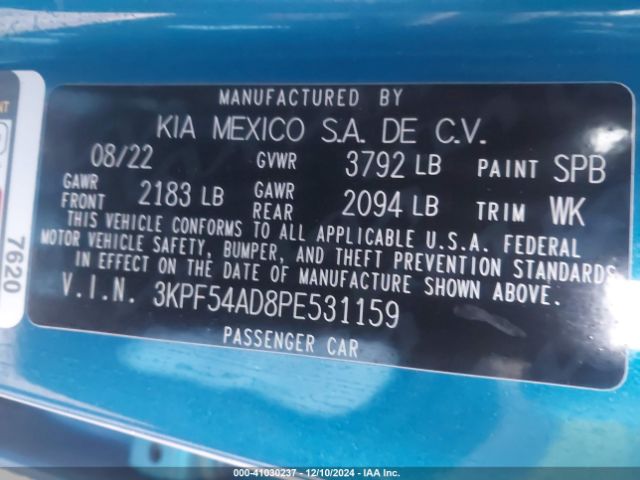 MANUFACTURED BY
KIA MEXICO S.A. DE C.V.
08/22 GVWR 3792 LB PAINT SPB
GAWR FRONT 2183 LB GAWR REAR 2094 LB TRIM WK
THIS VEHICLE CONFORMS TO ALL APPLICABLE U.S.A. FEDERAL
MOTOR VEHICLE SAFETY, BUMPER, AND THEFT PREVENTION STANDARDS
IN EFFECT ON THE DATE OF MANUFACTURE SHOWN ABOVE.
V.I.N. 3KPF54AD8PE531159
PASSENGER CAR
7620
000-41030237 - 12/10/2024 - IAA Inc.